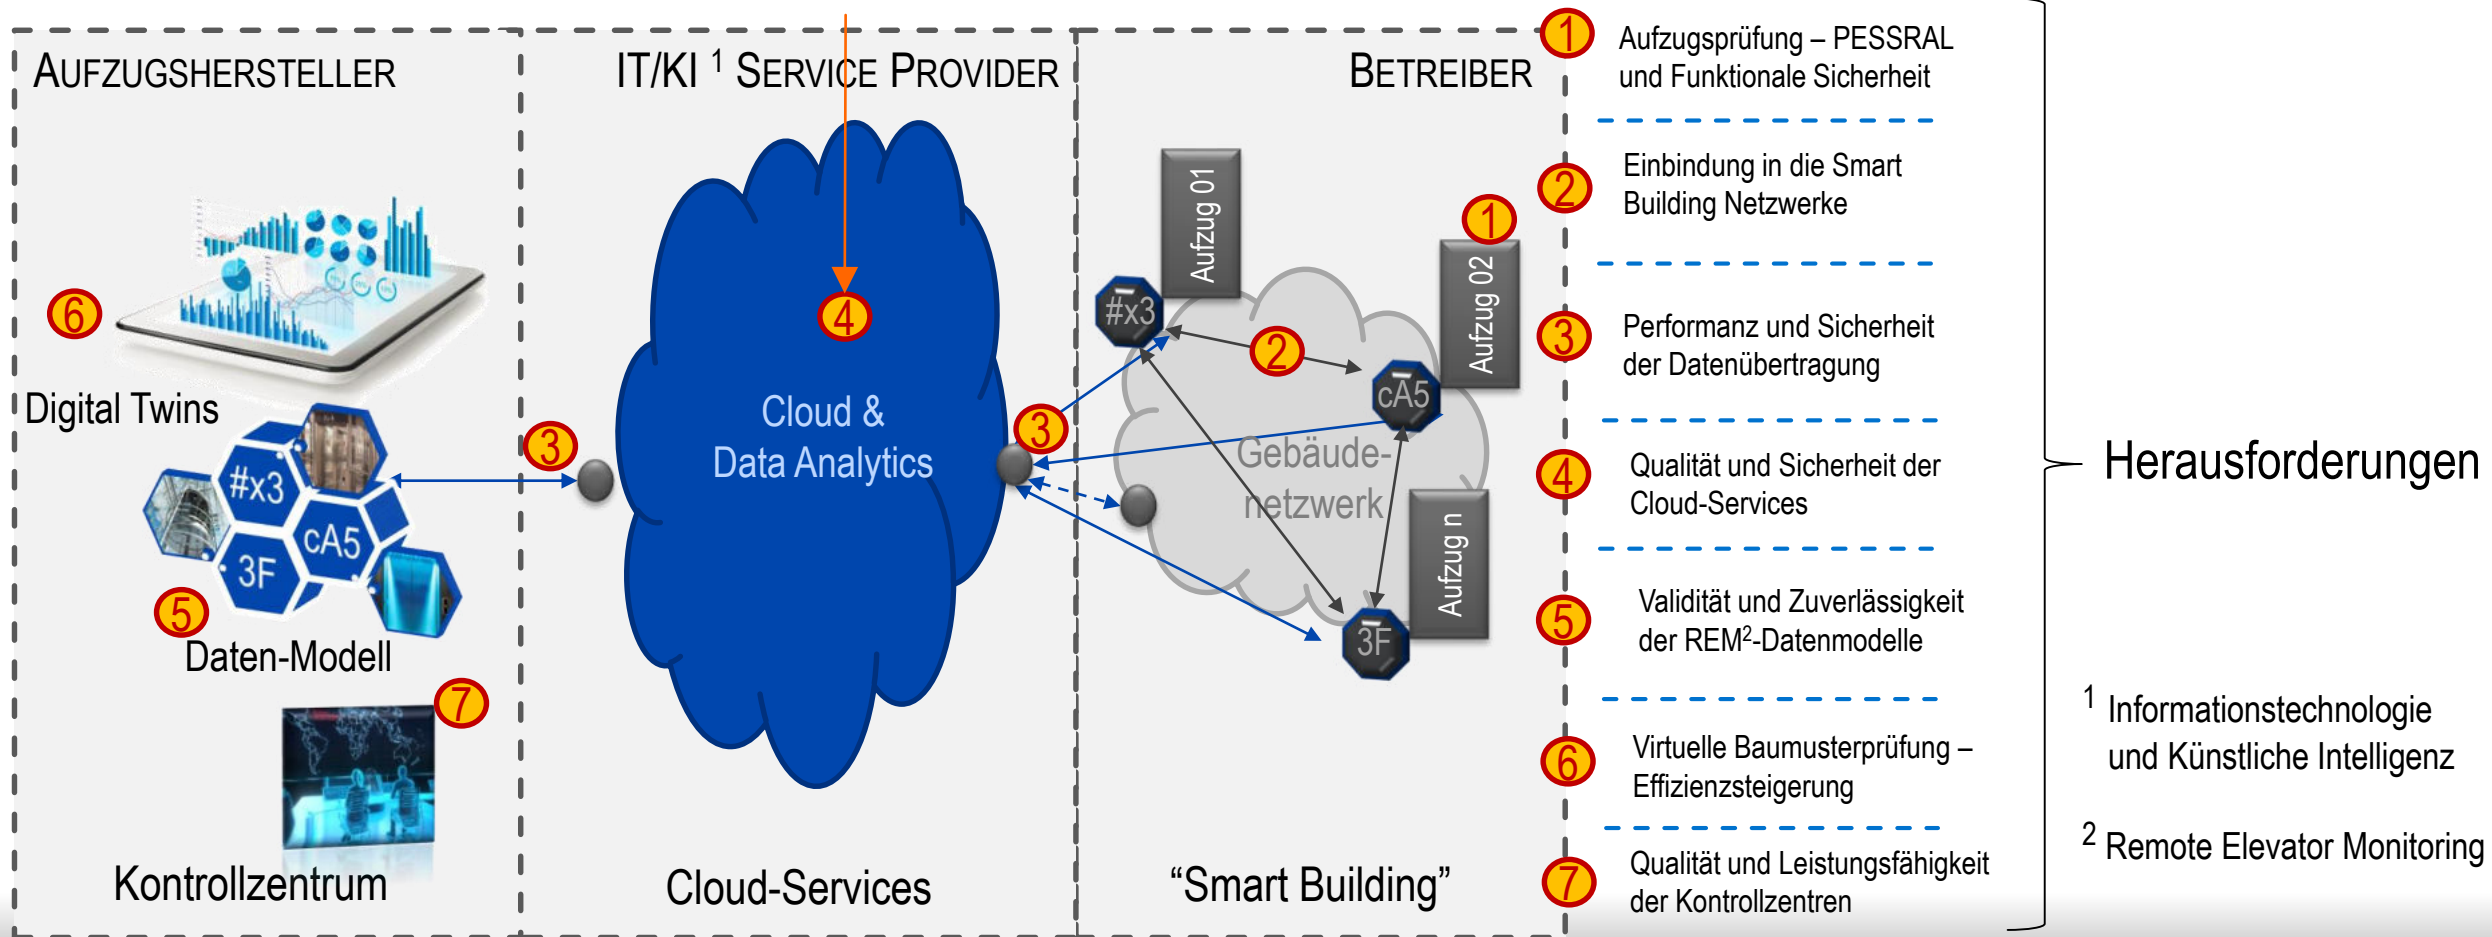 AUFZUGSHERSTELLER
6
Digital Twins
#x3
cA5
3F
5
Daten-Modell
7
Kontrollzentrum
3
IT/KI ¹ SERVICE PROVIDER
4
Cloud &
Data Analytics
3
Cloud-Services
BETREIBER
Aufzug 01
1
Aufzug 02
#x3
2
cA5
Gebäude-
netzwerk
Aufzug n
3F
“Smart Building”
1
Aufzugsprüfung – PESSRAL
und Funktionale Sicherheit
2
Einbindung in die Smart
Building Netzwerke
3
Performanz und Sicherheit
der Datenübertragung
4
Qualität und Sicherheit der
Cloud-Services
5
Validität und Zuverlässigkeit
der REM²-Datenmodelle
6
Virtuelle Baumusterprüfung –
Effizienzsteigerung
7
Qualität und Leistungsfähigkeit
der Kontrollzentren
Herausforderungen
¹ Informationstechnologie
und Künstliche Intelligenz
² Remote Elevator Monitoring